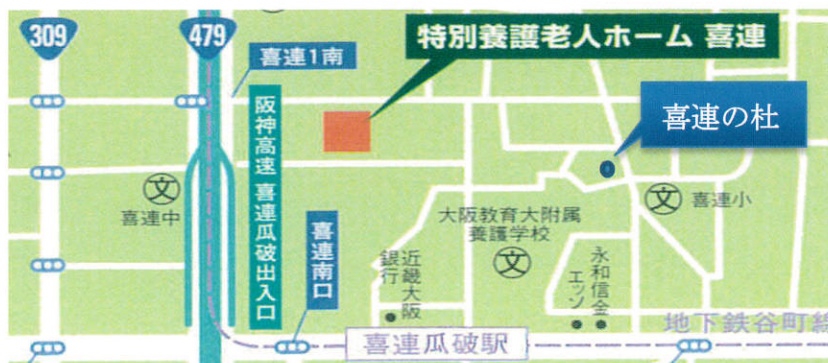 309
479
喜連1南
特別養護老人ホーム 喜連
喜連の杜
阪神高速 喜連瓜破出入口
文
喜連中
喜連南口
近畿大阪
銀行
大阪教育大附属
養護学校
文
永和信金
エッソ
文
喜連小
喜連瓜破駅
地下鉄谷町線